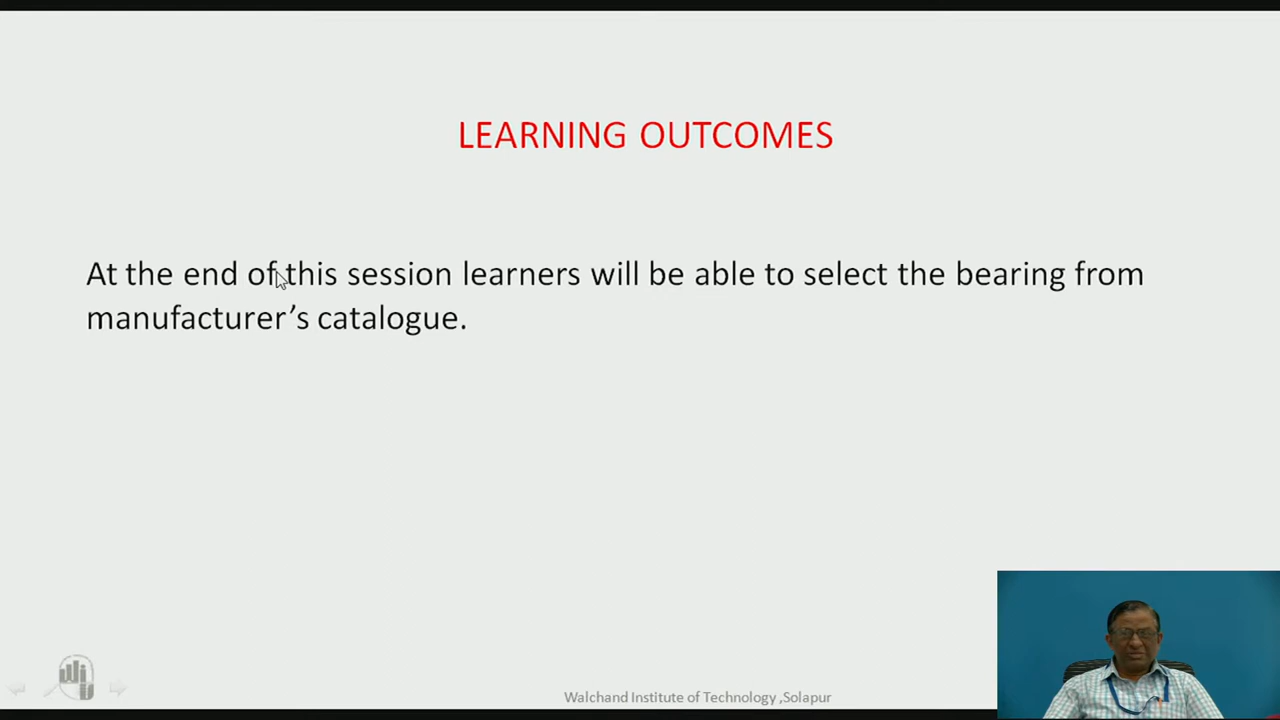 LEARNING OUTCOMES
At the end of this session learners will be able to select the bearing from
manufacturer’s catalogue.
Walchand Institute of Technology ,Solapur